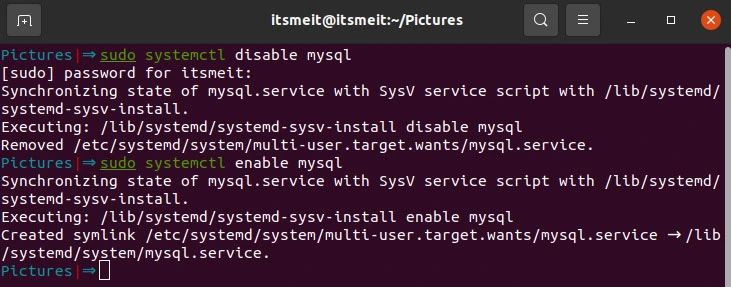 itsmeit@itsmeit:~/Pictures
Pictures|⇒ sudo systemctl disable mysql
[sudo] password for itsmeit:
Synchronizing state of mysql.service with SysV service script with /lib/systemd/
systemd-sysv-install.
Executing: /lib/systemd/systemd-sysv-install disable mysql
Removed /etc/systemd/system/multi-user.target.wants/mysql.service.
Pictures|⇒ sudo systemctl enable mysql
Synchronizing state of mysql.service with SysV service script with /lib/systemd/
systemd-sysv-install.
Executing: /lib/systemd/systemd-sysv-install enable mysql
Created symlink /etc/systemd/system/multi-user.target.wants/mysql.service → /lib
/systemd/system/mysql.service.
Pictures|⇒